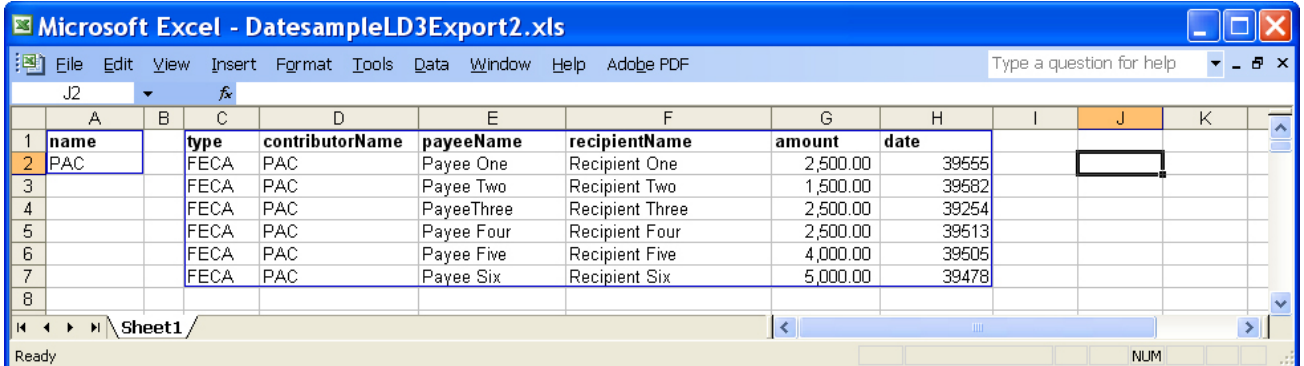 Microsoft Excel - DatesampleLD3Export2.xls
File Edit View Insert Format Tools Data Window Help Adobe PDF Type a question for help
J2 fx
A B C D E F G H I J K
1 name type contributorName payeeName recipientName amount date
2 PAC FECA PAC Payee One Recipient One 2,500.00 39555
3 FECA PAC Payee Two Recipient Two 1,500.00 39582
4 FECA PAC PayeeThree Recipient Three 2,500.00 39254
5 FECA PAC Payee Four Recipient Four 2,500.00 39513
6 FECA PAC Payee Five Recipient Five 4,000.00 39505
7 FECA PAC Payee Six Recipient Six 5,000.00 39478
8
Sheet1
Ready NUM